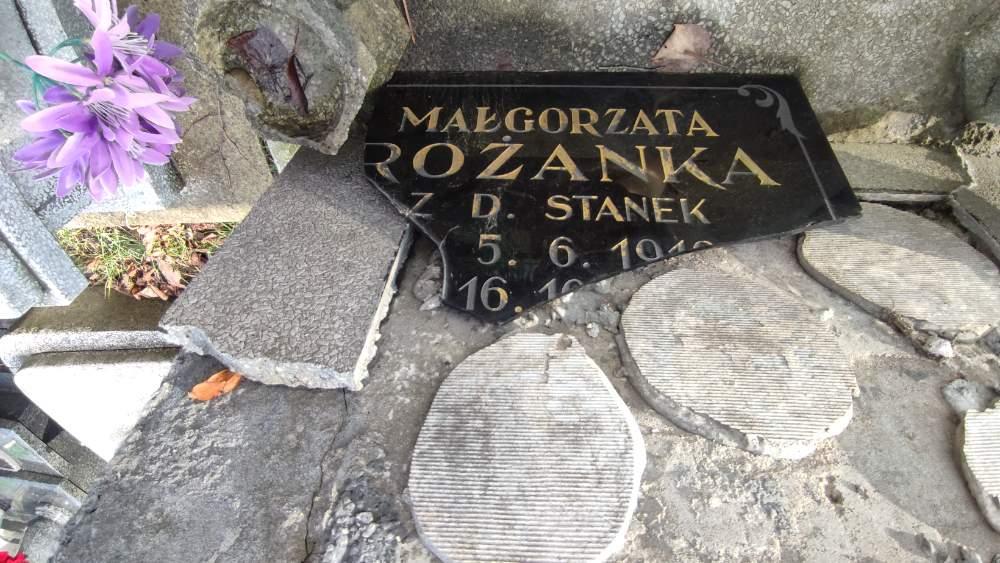 MAŁGORZATA
ROŻANKA
Z D. STANEK
5. 6.
16.